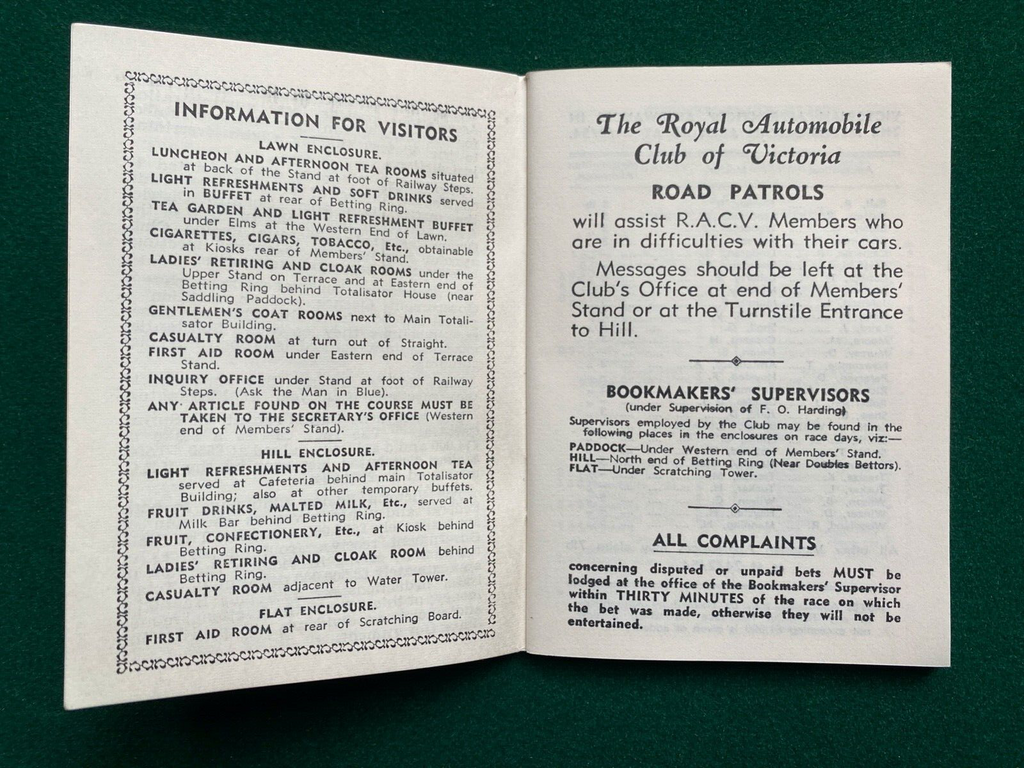 INFORMATION FOR VISITORS
LAWN ENCLOSURE.
LUNCHEON AND AFTERNOON TEA ROOMS situated
at back of the Stand at foot of Railway Steps.
LIGHT REFRESHMENTS AND SOFT DRINKS served
in BUFFET at rear of Betting Ring.
TEA GARDEN AND LIGHT REFRESHMENT BUFFET
under Elms at the Western End of Lawn.
CIGARETTES, CIGARS, TOBACCO, Etc., obtainable
at Kiosks rear of Members' Stand.
LADIES' RETIRING AND CLOAK ROOMS under the
Upper Stand on Terrace and at Eastern end of
Betting Ring behind Totalisator House (near
Saddling Paddock).
GENTLEMEN'S COAT ROOMS next to Main Totali-
sator Building.
CASUALTY ROOM at turn out of Straight.
FIRST AID ROOM under Eastern end of Terrace
Stand.
INQUIRY OFFICE under Stand at foot of Railway
Steps. (Ask the Man in Blue).
ANY ARTICLE FOUND ON THE COURSE MUST BE
TAKEN TO THE SECRETARY'S OFFICE (Western
end of Members' Stand).
HILL ENCLOSURE.
LIGHT REFRESHMENTS AND AFTERNOON TEA
served at Cafeteria behind main Totalisator
Building; also at other temporary buffets.
FRUIT DRINKS, MALTED MILK, Etc., served at
Milk Bar behind Betting Ring.
FRUIT, CONFECTIONERY, Etc., at Kiosk behind
Betting Ring.
LADIES' RETIRING AND CLOAK ROOM behind
Betting Ring.
CASUALTY ROOM adjacent to Water Tower.
FLAT ENCLOSURE.
FIRST AID ROOM at rear of Scratching Board.
The Royal Automobile
Club of Victoria
ROAD PATROLS
will assist R.A.C.V. Members who
are in difficulties with their cars.
Messages should be left at the
Club's Office at end of Members'
Stand or at the Turnstile Entrance
to Hill.
BOOKMAKERS' SUPERVISORS
(under Supervision of F. O. Harding)
Supervisors employed by the Club may be found in the
following places in the enclosures on race days, viz:—
PADDOCK—Under Western end of Members' Stand.
HILL—North end of Betting Ring (Near Doubles Bettors).
FLAT—Under Scratching Tower.
ALL COMPLAINTS
concerning disputed or unpaid bets MUST be
lodged at the office of the Bookmakers' Supervisor
within THIRTY MINUTES of the race on which
the bet was made, otherwise they will not be
entertained.